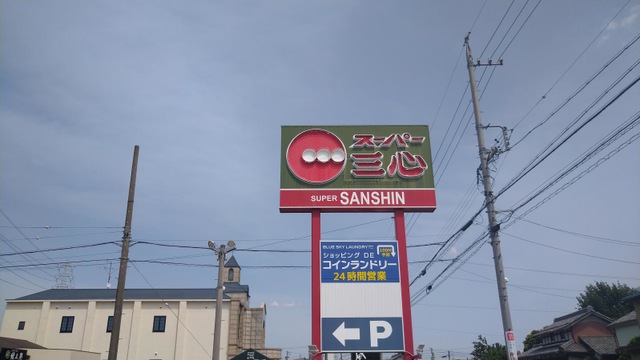 スーパー
三心
SUPER SANSHIN
BLUE SKY LAUNDRY
ショッピング DE
コインランドリー
24時間営業
P